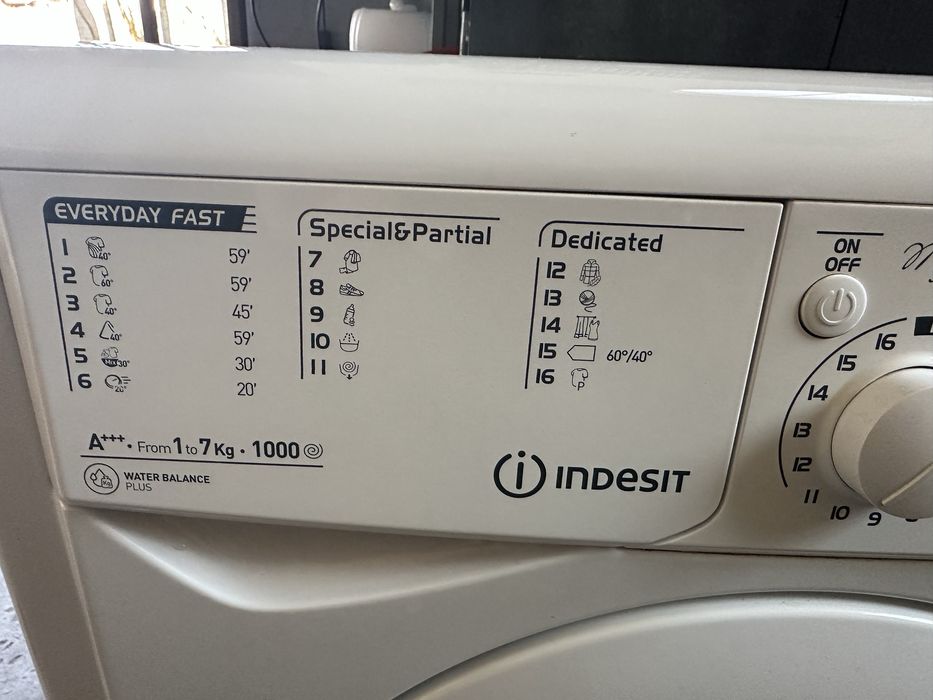 EVERYDAY FAST
1 40° 59'
2 60° 59'
3 40° 45'
4 40° 59'
5 30° 30'
6 20° 20'
A+++ • From 1 to 7Kg • 1000
Kg WATER BALANCE
PLUS
Special&Partial
7
8
9
10
11
Dedicated
12
13
14
15 60°/40°
16 P
i INDESIT
ON
OFF
16
15
14
13
12
11
10
9